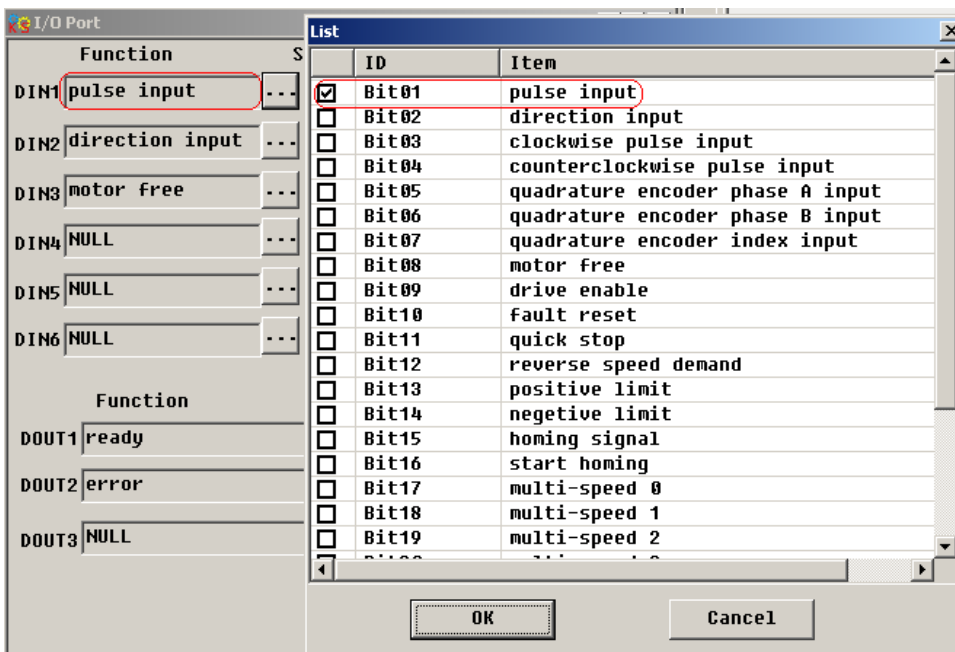 I/O Port
Function S
DIN1 pulse input ...
DIN2 direction input ...
DIN3 motor free ...
DIN4 NULL ...
DIN5 NULL ...
DIN6 NULL ...
Function
DOUT1 ready
DOUT2 error
DOUT3 NULL
List
ID Item
Bit01 pulse input
Bit02 direction input
Bit03 clockwise pulse input
Bit04 counterclockwise pulse input
Bit05 quadrature encoder phase A input
Bit06 quadrature encoder phase B input
Bit07 quadrature encoder index input
Bit08 motor free
Bit09 drive enable
Bit10 fault reset
Bit11 quick stop
Bit12 reverse speed demand
Bit13 positive limit
Bit14 negetive limit
Bit15 homing signal
Bit16 start homing
Bit17 multi-speed 0
Bit18 multi-speed 1
Bit19 multi-speed 2
OK Cancel